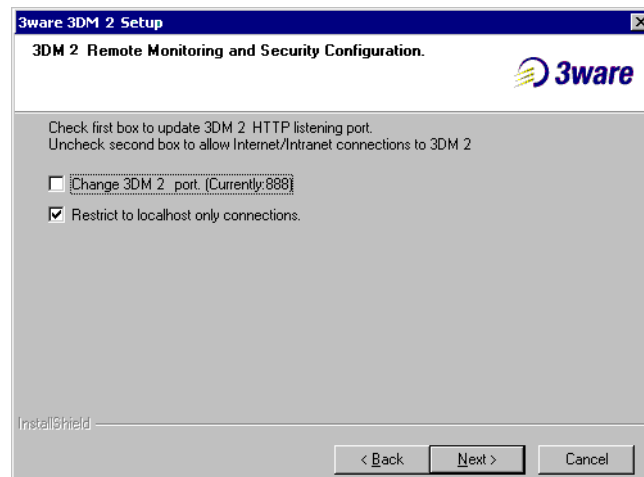 3ware 3DM 2 Setup
3DM 2 Remote Monitoring and Security Configuration.
3ware
Check first box to update 3DM 2 HTTP listening port.
Uncheck second box to allow Internet/Intranet connections to 3DM 2
Change 3DM 2 port. (Currently:888)
Restrict to localhost only connections.
InstallShield
< Back
Next >
Cancel